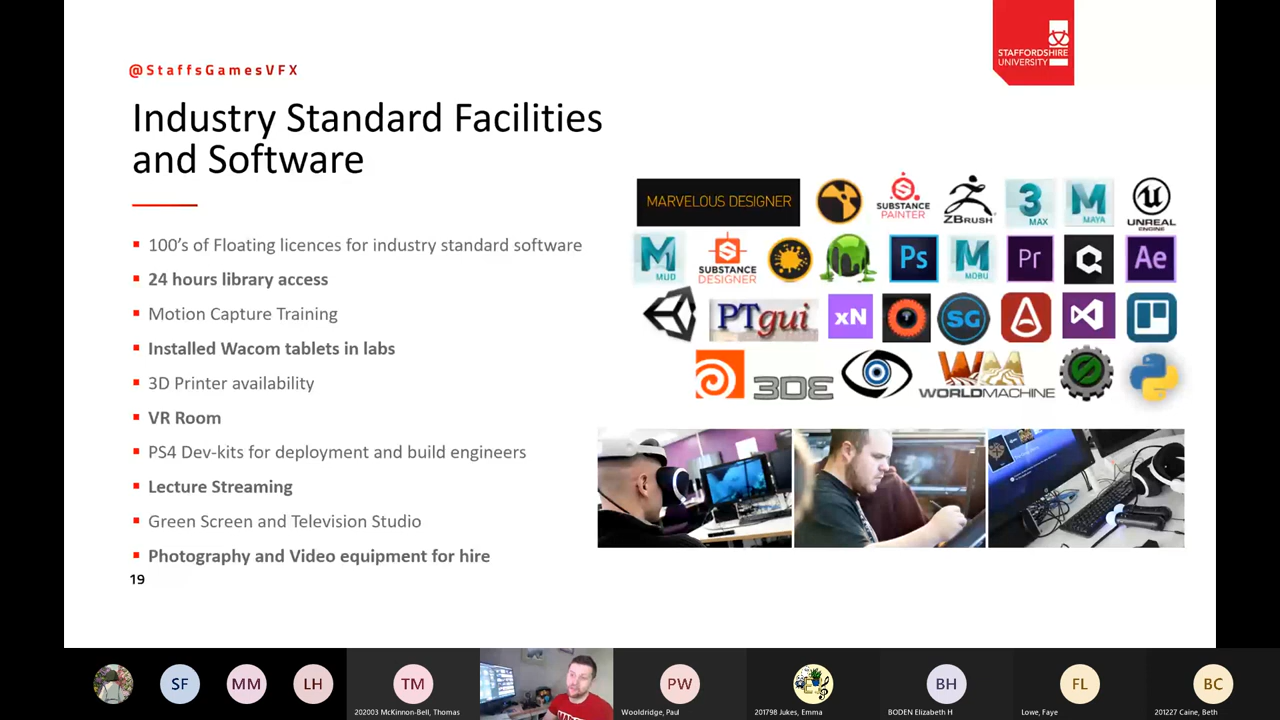 @StaffsGamesVFX
STAFFORDSHIRE
UNIVERSITY
Industry Standard Facilities
and Software
100's of Floating licences for industry standard software
24 hours library access
Motion Capture Training
Installed Wacom tablets in labs
3D Printer availability
VR Room
PS4 Dev-kits for deployment and build engineers
Lecture Streaming
Green Screen and Television Studio
Photography and Video equipment for hire
19
MARVELOUS DESIGNER
SUBSTANCE
PAINTER
ZBRUSH
3
MAX
M
MAYA
UNREAL
ENGINE
M
MUD
SUBSTANCE
DESIGNER
Ps
M
MOBU
Pr
Ae
PTgui
xN
SG
3DE
WM
WORLDMACHINE
SF
MM
LH
TM
202003 McKinnon-Bell, Thomas
PW
Wooldridge, Paul
201798 Jukes, Emma
BH
BODEN Elizabeth H
FL
Lowe, Faye
BC
201227 Caine, Beth